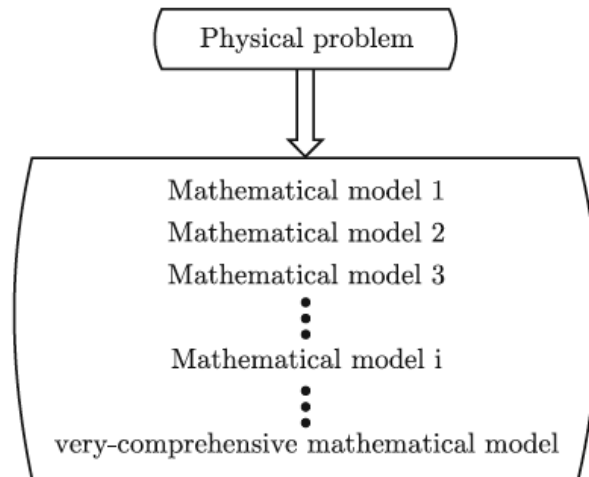 Physical problem
Mathematical model 1
Mathematical model 2
Mathematical model 3
Mathematical model i
very-comprehensive mathematical model